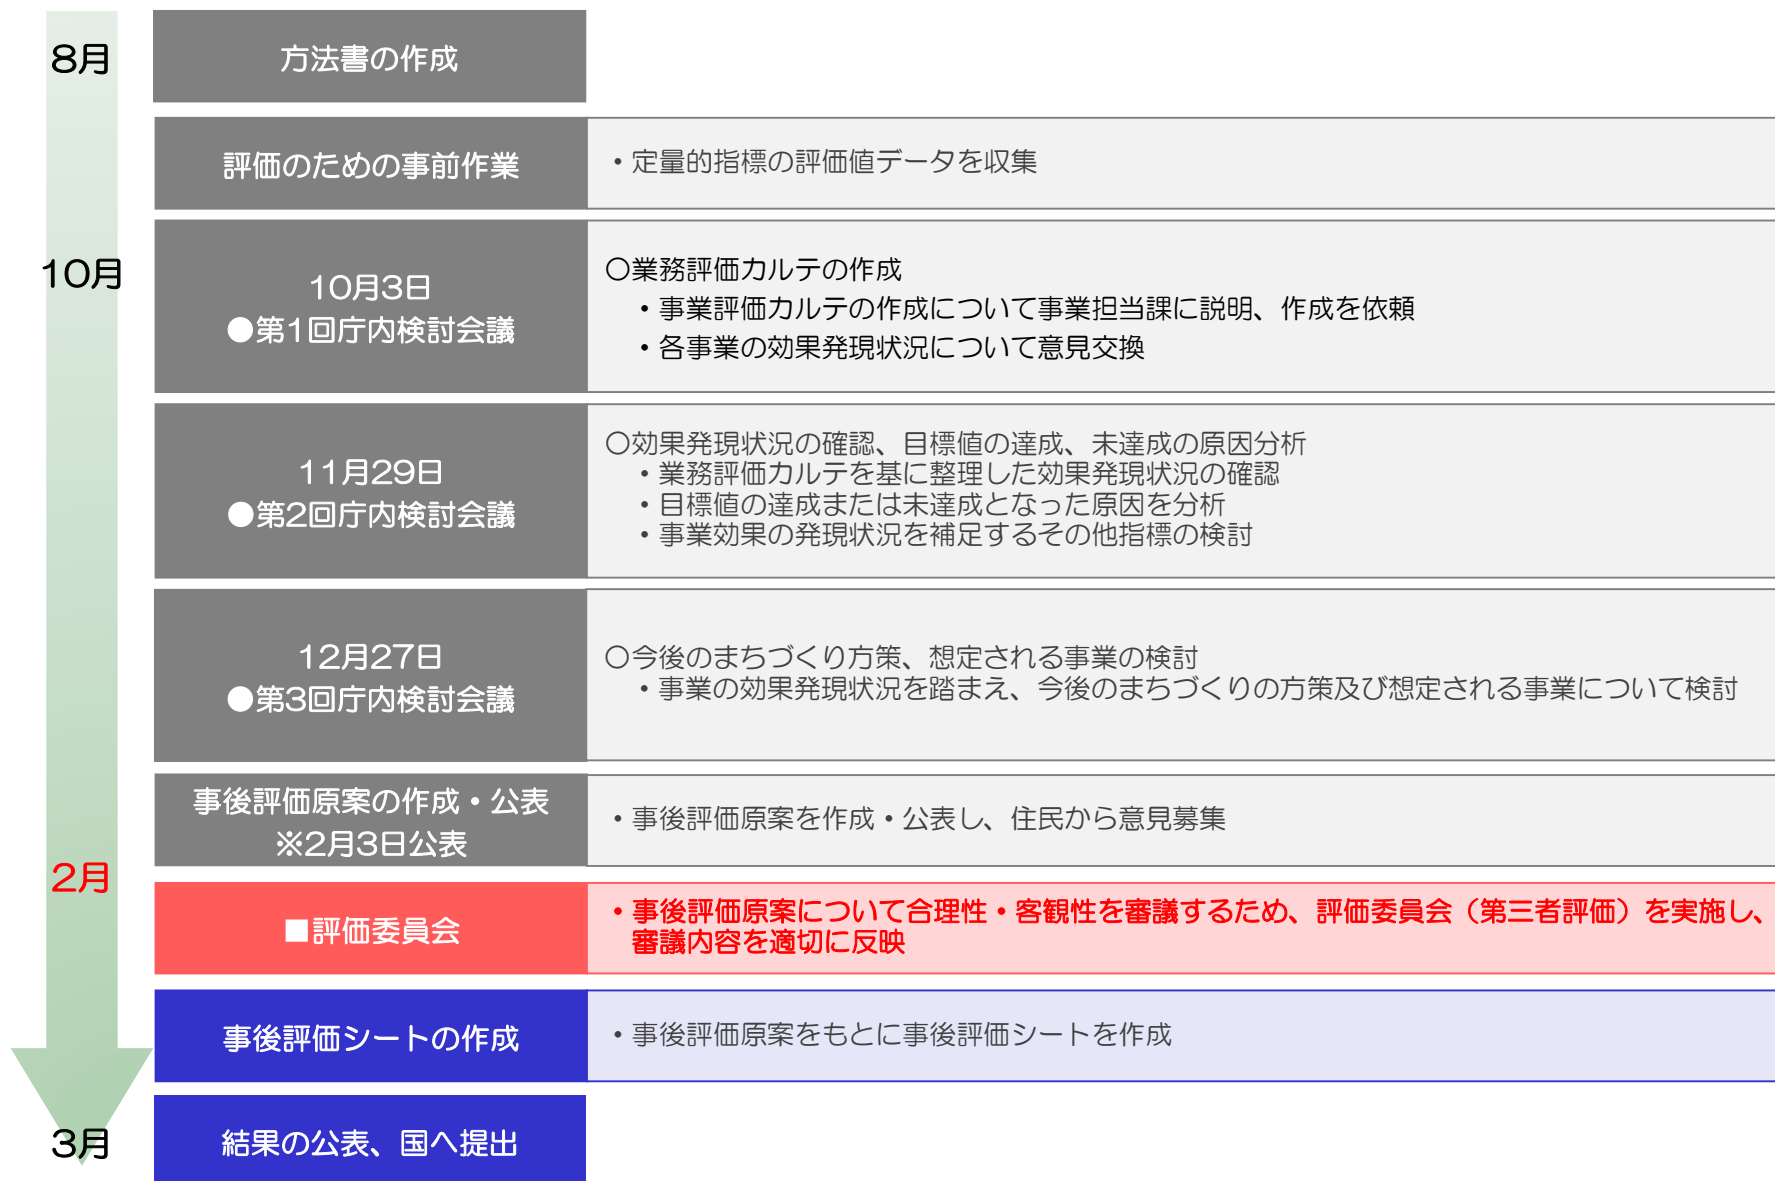 8月
方法書の作成
評価のための事前作業
・定量的指標の評価値データを収集
10月
10月3日
●第1回庁内検討会議
〇業務評価カルテの作成
・事業評価カルテの作成について事業担当課に説明、作成を依頼
・各事業の効果発現状況について意見交換
11月29日
●第2回庁内検討会議
〇効果発現状況の確認、目標値の達成、未達成の原因分析
・業務評価カルテを基に整理した効果発現状況の確認
・目標値の達成または未達成となった原因を分析
・事業効果の発現状況を補足するその他指標の検討
12月27日
●第3回庁内検討会議
〇今後のまちづくり方策、想定される事業の検討
・事業の効果発現状況を踏まえ、今後のまちづくりの方策及び想定される事業について検討
事後評価原案の作成・公表
※2月3日公表
・事後評価原案を作成・公表し、住民から意見募集
2月
■評価委員会
・事後評価原案について合理性・客観性を審議するため、評価委員会（第三者評価）を実施し、
審議内容を適切に反映
事後評価シートの作成
・事後評価原案をもとに事後評価シートを作成
3月
結果の公表、国へ提出